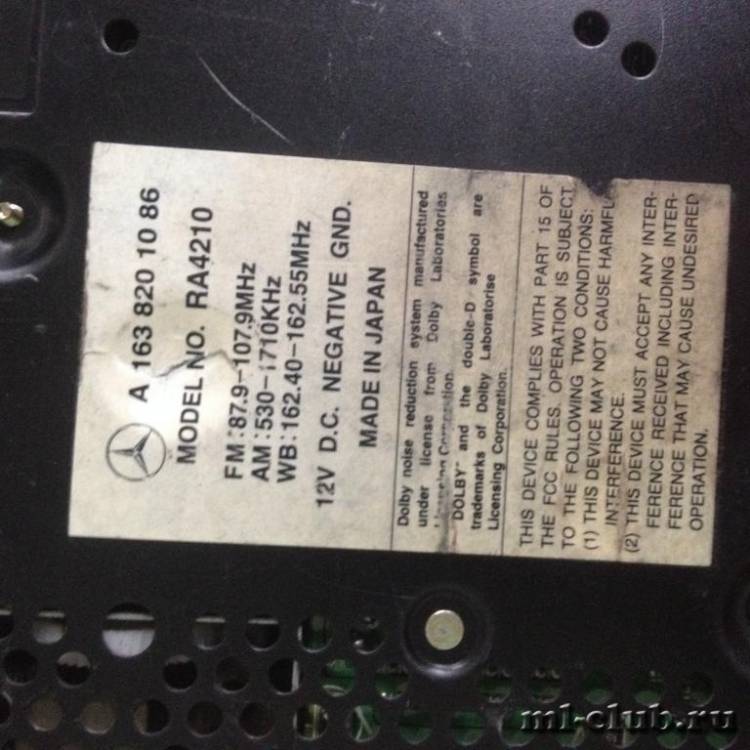 A 163 820 10 86
MODEL NO. RA4210
FM:87.9-107.9MHz
AM:530-1710KHz
WB:162.40-162.55MHz
12V D.C. NEGATIVE GND.
MADE IN JAPAN
Dolby noise reduction system manufactured
under license from Dolby Laboratories
Licensing Corporation.
DOLBY and the double-D symbol are
trademarks of Dolby Laboratorise
Licensing Corporation.
THIS DEVICE COMPLIES WITH PART 15 OF
THE FCC RULES. OPERATION IS SUBJECT
TO THE FOLLOWING TWO CONDITIONS:
(1) THIS DEVICE MAY NOT CAUSE HARMFUL
INTERFERENCE.
(2) THIS DEVICE MUST ACCEPT ANY INTER-
FERENCE RECEIVED INCLUDING INTER-
FERENCE THAT MAY CAUSE UNDESIRED
OPERATION.
ml-club.ru